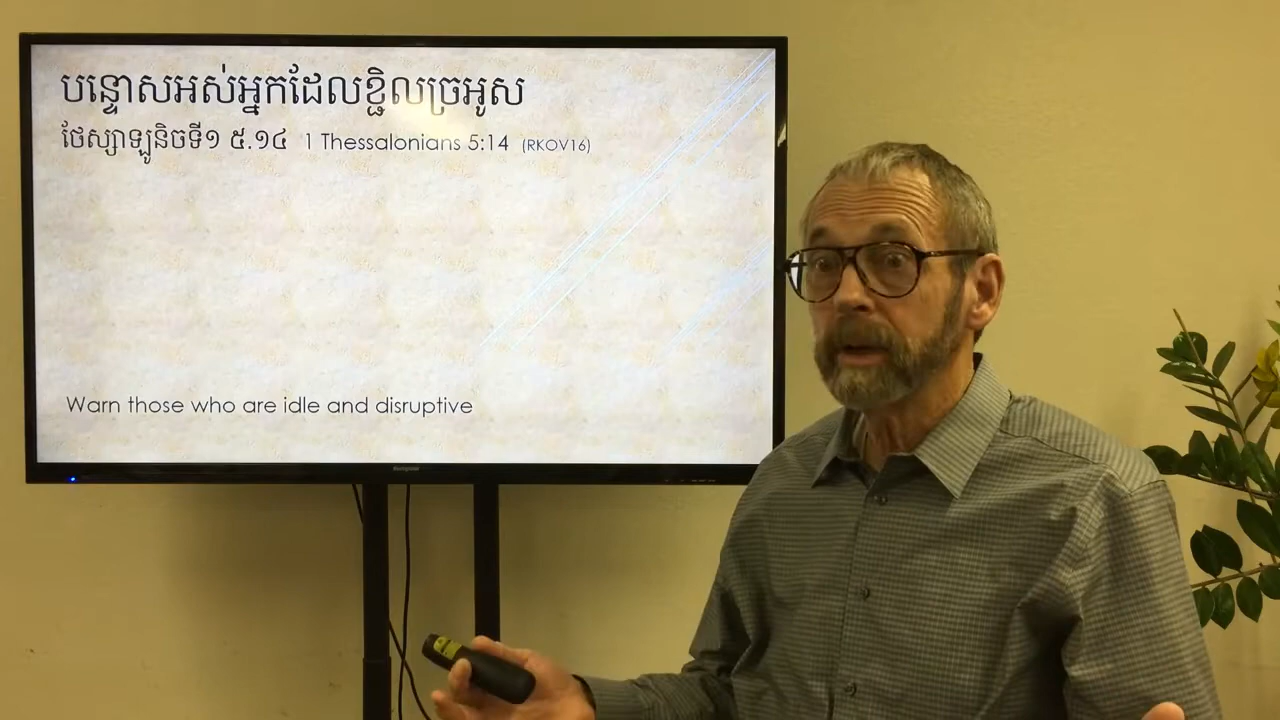 បន្ទោសអស់អ្នកដែលខ្ជិលច្រអូស
ថែស្សាឡូនិចទី១ ៥.១៤ 1 Thessalonians 5:14 (RKOV16)
Warn those who are idle and disruptive